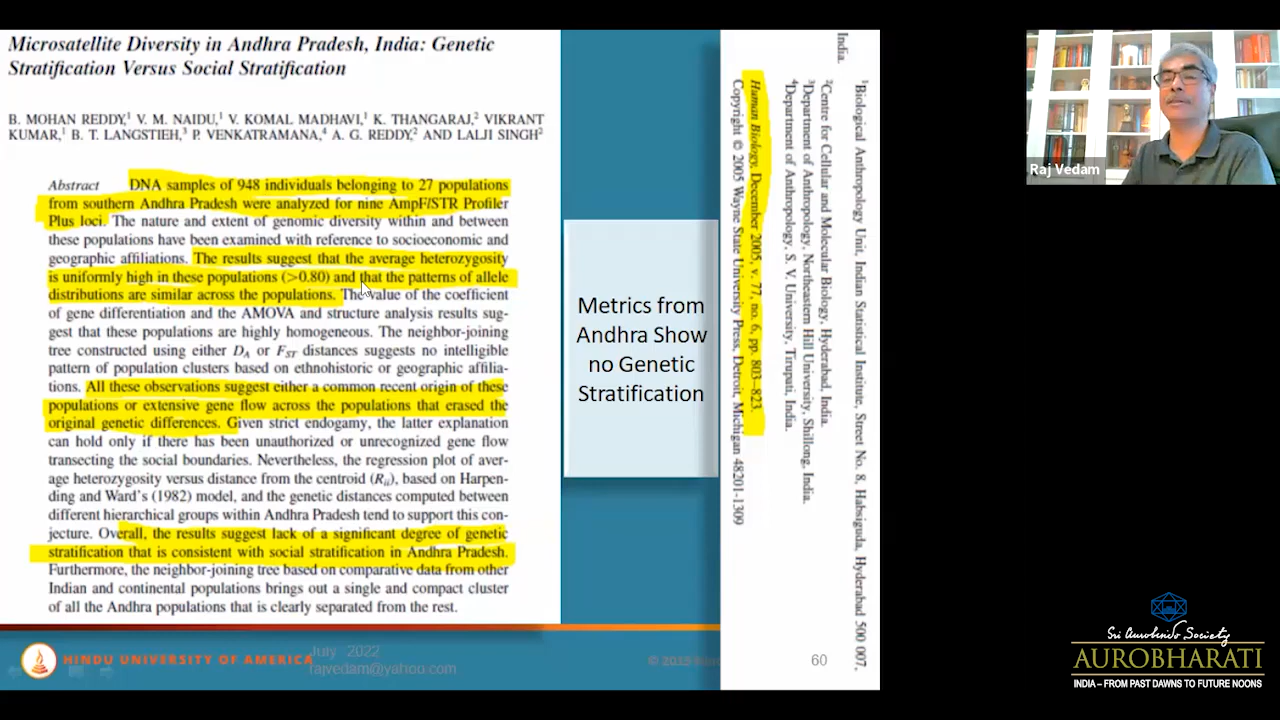 Microsatellite Diversity in Andhra Pradesh, India: Genetic
Stratification Versus Social Stratification
B. MOHAN REDDY,¹ V. M. NAIDU,¹ V. KOMAL MADHAVI,¹ K. THANGARAJ,² VIKRANT
KUMAR,¹ B. T. LANGSTIEH,³ P. VENKATRAMANA,⁴ A. G. REDDY,² AND LALJI SINGH²
Abstract DNA samples of 948 individuals belonging to 27 populations
from southern Andhra Pradesh were analyzed for nine AmpFlSTR Profiler
Plus loci. The nature and extent of genomic diversity within and between
these populations have been examined with reference to socioeconomic and
geographic affiliations. The results suggest that the average heterozygosity
is uniformly high in these populations (>0.80) and that the patterns of allele
distributions are similar across the populations. The value of the coefficient
of gene differentiation and the AMOVA and structure analysis results sug-
gest that these populations are highly homogeneous. The neighbor-joining
tree constructed using either D_A or F_ST distances suggests no intelligible
pattern of population clusters based on ethnohistoric or geographic affilia-
tions. All these observations suggest either a common recent origin of these
populations or extensive gene flow across the populations that erased the
original genetic differences. Given strict endogamy, the latter explanation
can hold only if there has been unauthorized or unrecognized gene flow
transecting the social boundaries. Nevertheless, the regression plot of aver-
age heterozygosity versus distance from the centroid (R_ii), based on Harpen-
ding and Ward's (1982) model, and the genetic distances computed between
different hierarchical groups within Andhra Pradesh tend to support this con-
jecture. Overall, the results suggest lack of a significant degree of genetic
stratification that is consistent with social stratification in Andhra Pradesh.
Furthermore, the neighbor-joining tree based on comparative data from other
Indian and continental populations brings out a single and compact cluster
of all the Andhra populations that is clearly separated from the rest.
Metrics from
Andhra Show
no Genetic
Stratification
¹Biological Anthropology Unit, Indian Statistical Institute, Street No. 8, Habsiguda, Hyderabad 500 007,
India.
²Centre for Cellular and Molecular Biology, Hyderabad, India.
³Department of Anthropology, Northeastern Hill University, Shillong, India.
⁴Department of Anthropology, S. V. University, Tirupati, India.
Human Biology, December 2005, v. 77, no. 6, pp. 803–823.
Copyright © 2005 Wayne State University Press, Detroit, Michigan 48201-1309
HINDU UNIVERSITY OF AMERICA
July 2022
rajvedam@yahoo.com
60
Raj Vedam
Sri Aurobindo Society
AUROBHARATI
INDIA – FROM PAST DAWNS TO FUTURE NOONS